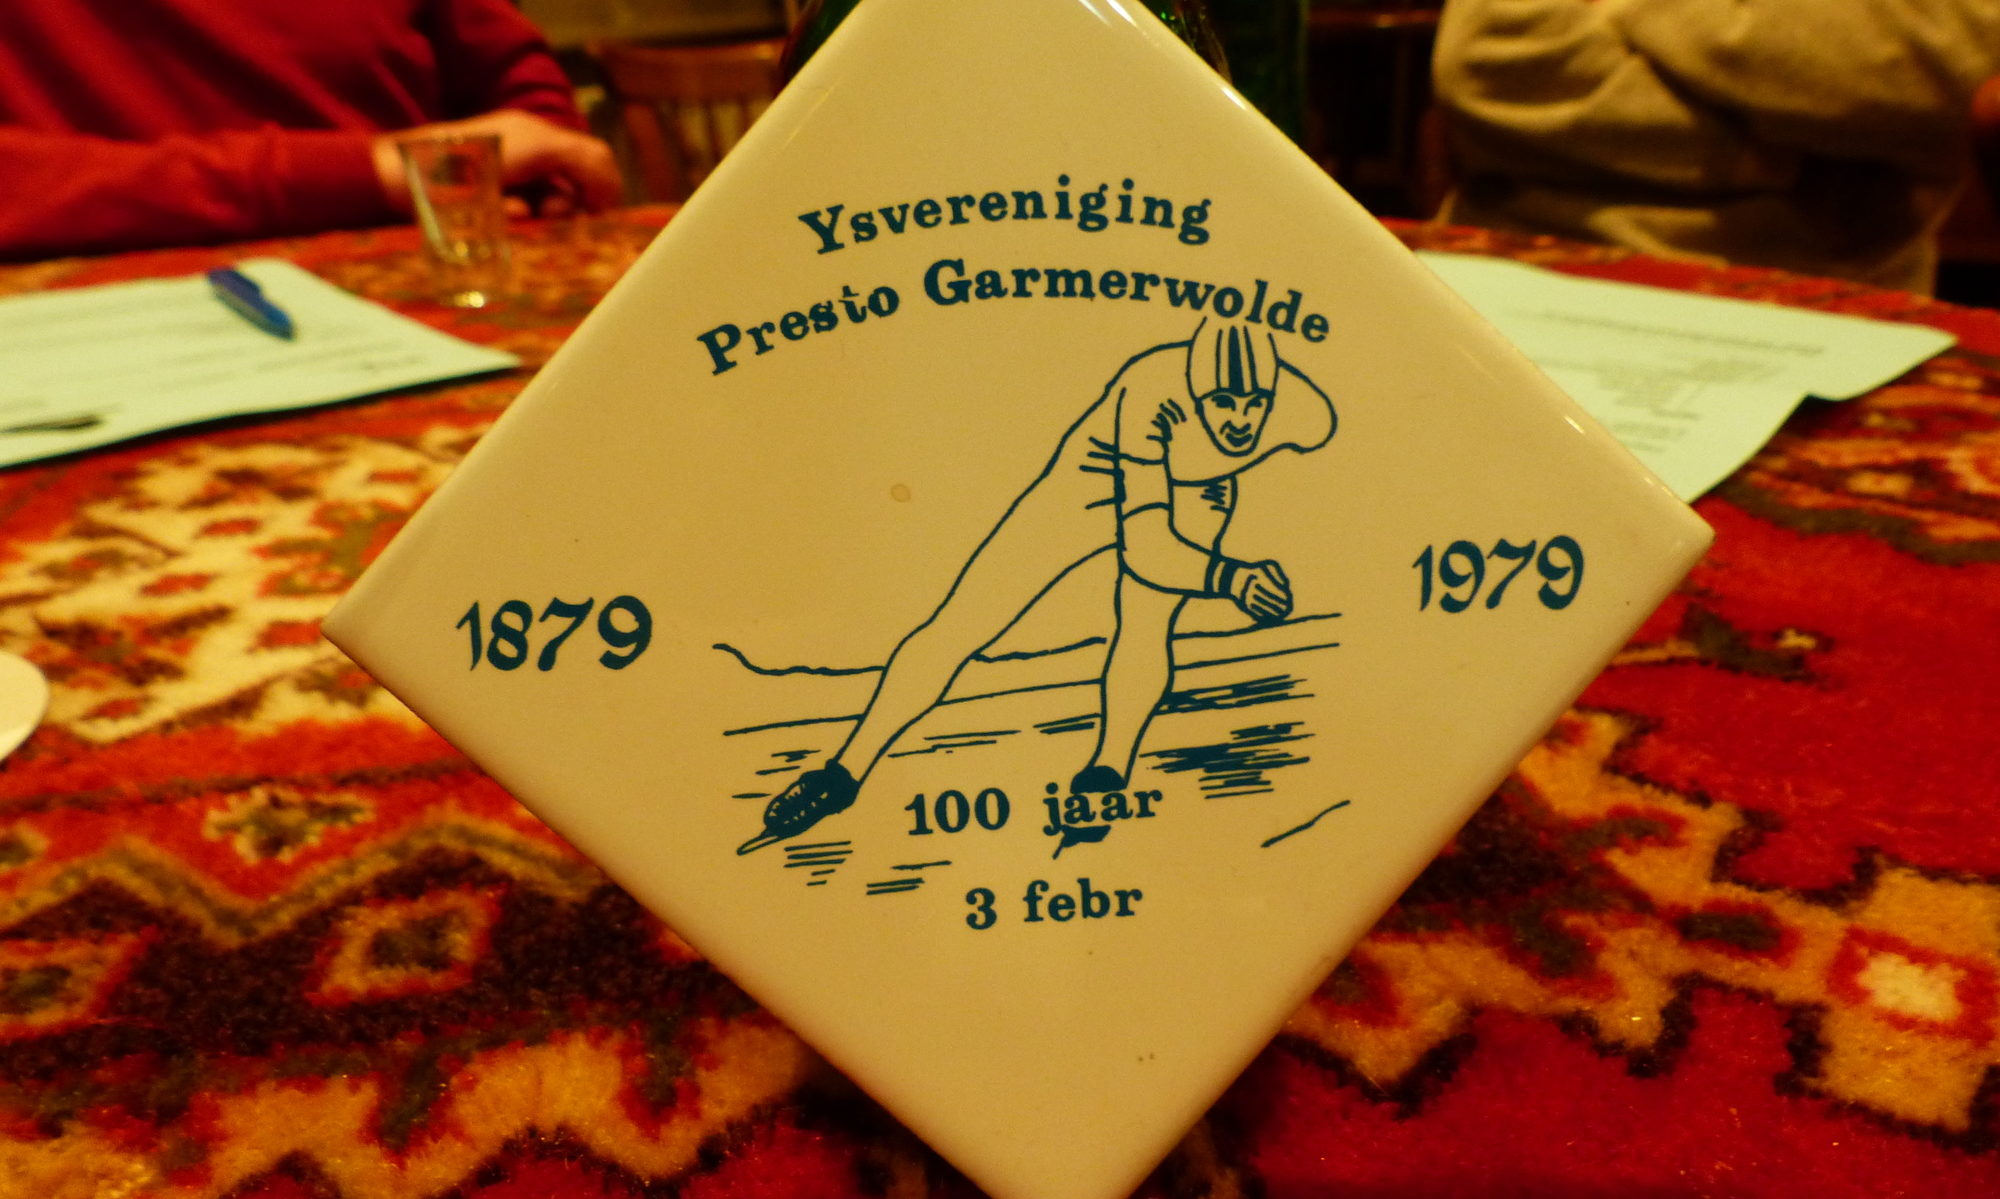 Ysvereniging
Presto Garmerwolde
1879
1979
100 jaar
3 febr